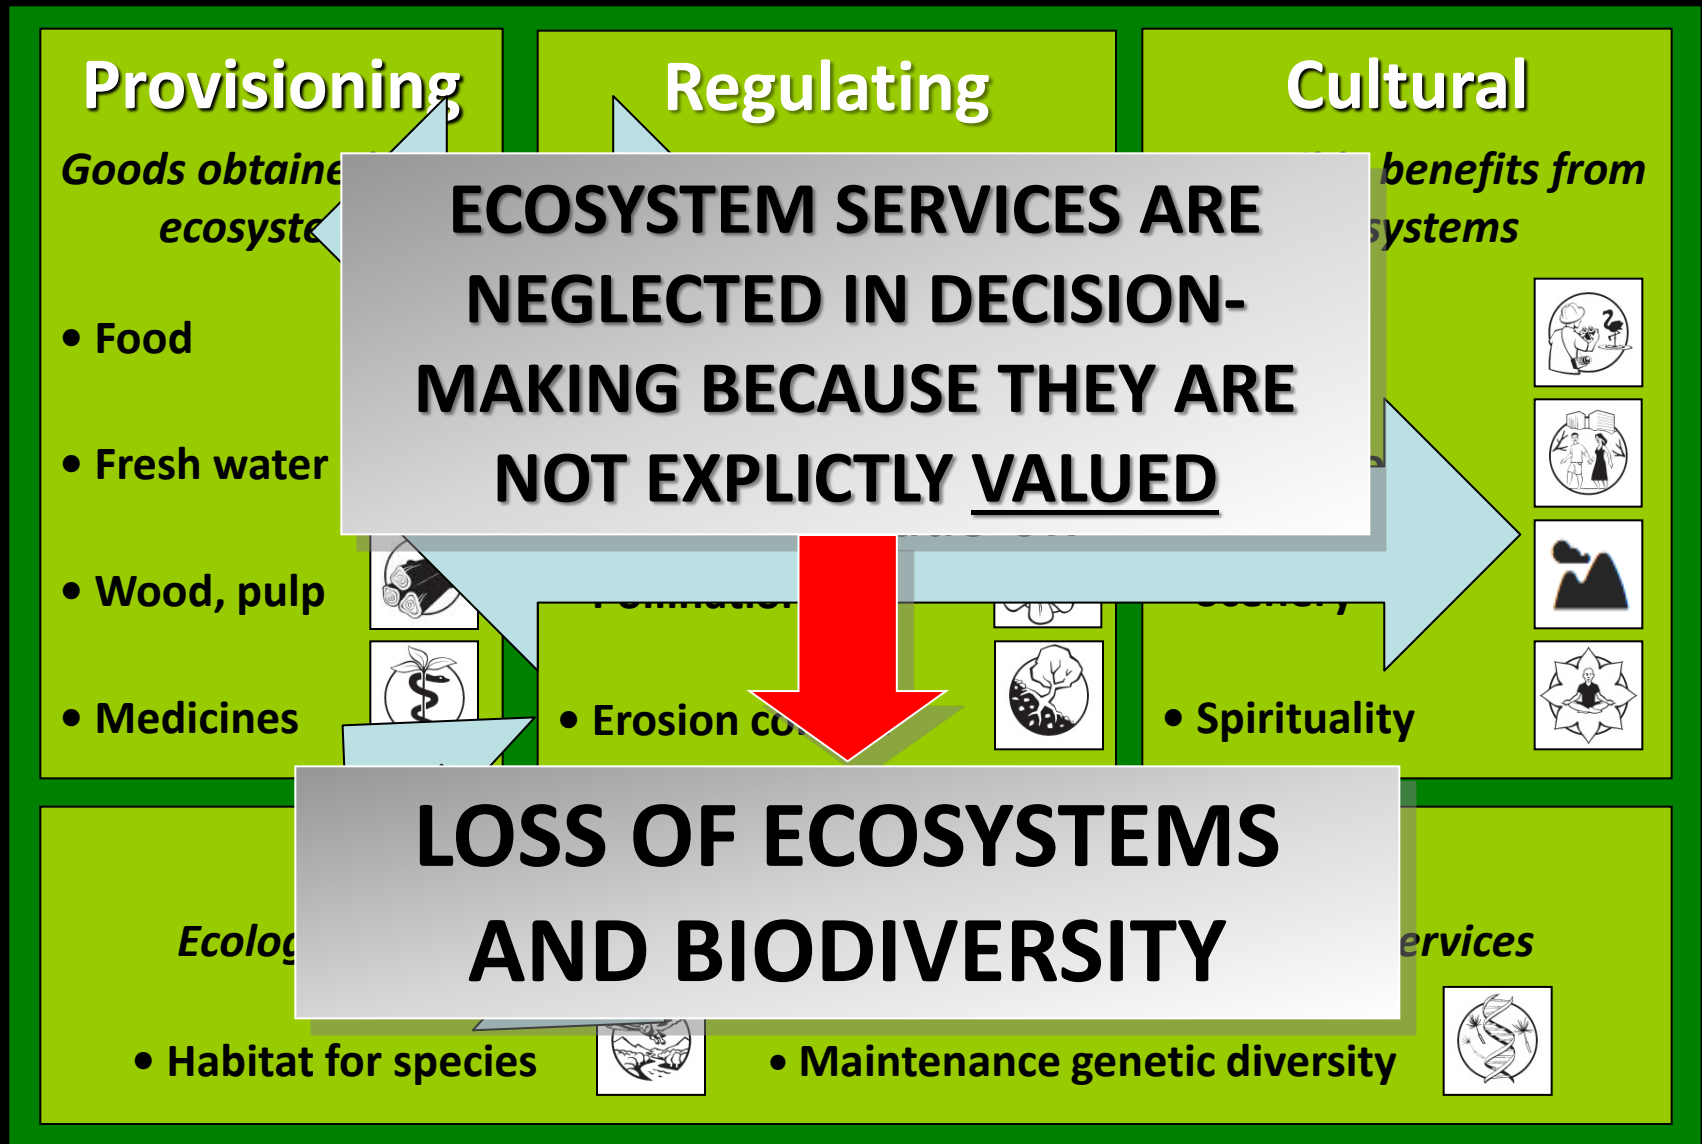 Provisioning
Goods obtaine
ecosyste
• Food
• Fresh water
• Wood, pulp
• Medicines
Regulating
• Erosion co
Cultural
benefits from
systems
• Spirituality
ECOSYSTEM SERVICES ARE
NEGLECTED IN DECISION-
MAKING BECAUSE THEY ARE
NOT EXPLICTLY VALUED
LOSS OF ECOSYSTEMS
AND BIODIVERSITY
Ecolog
ervices
• Habitat for species
• Maintenance genetic diversity